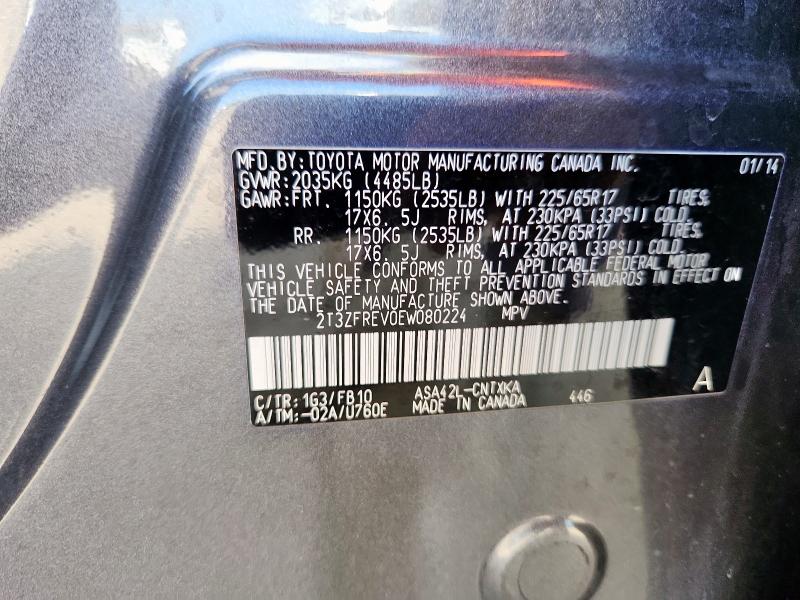 MFD.BY:TOYOTA MOTOR MANUFACTURING CANADA INC. 01/14
GVWR:2035KG (4485LB)
GAWR:FRT. 1150KG (2535LB) WITH 225/65R17 TIRES,
17X6.5J RIMS, AT 230KPA (33PSI) COLD.
RR. 1150KG (2535LB) WITH 225/65R17 TIRES,
17X6.5J RIMS, AT 230KPA (33PSI) COLD.
THIS VEHICLE CONFORMS TO ALL APPLICABLE FEDERAL MOTOR
VEHICLE SAFETY AND THEFT PREVENTION STANDARDS IN EFFECT ON
THE DATE OF MANUFACTURE SHOWN ABOVE.
2T3ZFREV0EW080224 MPV
C/TR:1G3/FB10 ASA42L-CNTXKA 446 A
A/TM:-02A/U760E MADE IN CANADA